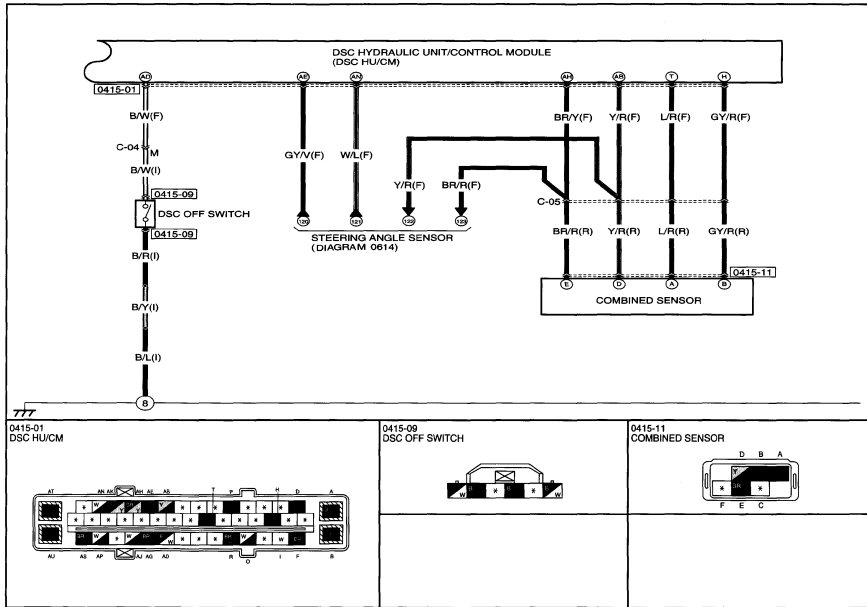 DSC HYDRAULIC UNIT/CONTROL MODULE
(DSC HU/CM)
AD AE AN AH AB T H
0415-01
B/W(F) BR/Y(F) Y/R(F) L/R(F) GY/R(F)
C-04 M
GY/V(F) W/L(F)
B/W(I)
Y/R(F) BR/R(F)
0415-09
C-05
DSC OFF SWITCH
120 121 122 123
0415-09
STEERING ANGLE SENSOR
(DIAGRAM 0614)
BR/R(R) Y/R(R) L/R(R) GY/R(R)
B/R(I)
0415-11
E D A B
COMBINED SENSOR
B/Y(I)
B/L(I)
8
0415-01
DSC HU/CM
AT AN AK AH AE AB T P H D A
AU AS AP AJ AG AD R O I F B
0415-09
DSC OFF SWITCH
0415-11
COMBINED SENSOR
D B A
F E C